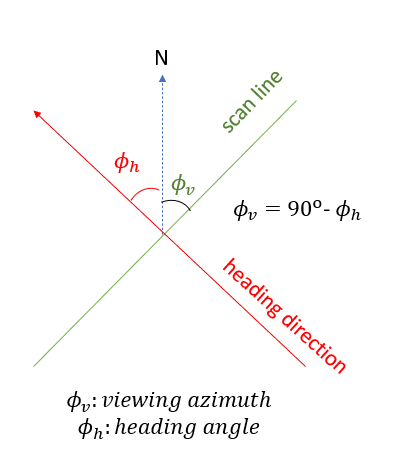 N
scan line
ϕₕ
ϕᵥ
ϕᵥ = 90º- ϕₕ
heading direction
ϕᵥ: viewing azimuth
ϕₕ: heading angle